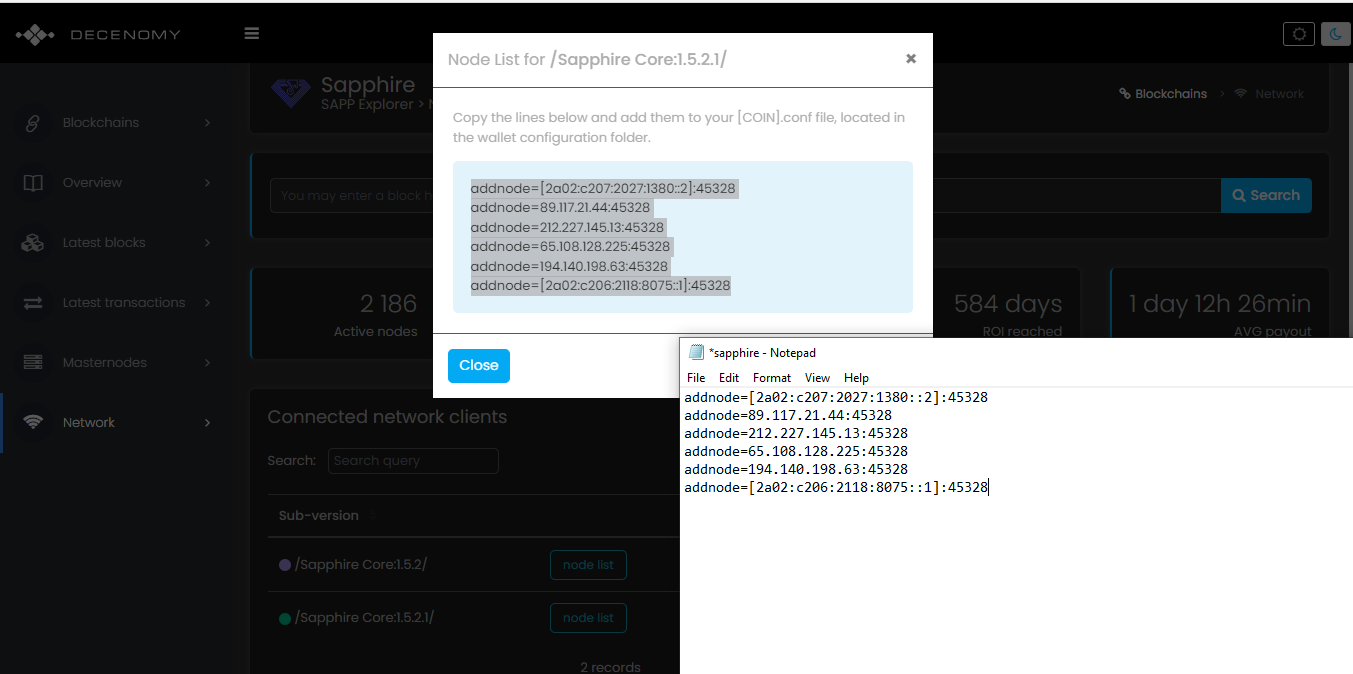 DECENOMY
Blockchains
Overview
Latest blocks
Latest transactions
Masternodes
Network
Sapphire
SAPP Explorer > N
Blockchains > Network
You may enter a block h
Search
2 186
Active nodes
584 days
ROI reached
1 day 12h 26min
AVG payout
Node List for /Sapphire Core:1.5.2.1/
Copy the lines below and add them to your [COIN].conf file, located in
the wallet configuration folder.
addnode=[2a02:c207:2027:1380::2]:45328
addnode=89.117.21.44:45328
addnode=212.227.145.13:45328
addnode=65.108.128.225:45328
addnode=194.140.198.63:45328
addnode=[2a02:c206:2118:8075::1]:45328
Close
Connected network clients
Search: Search query
Sub-version
/Sapphire Core:1.5.2/ node list
/Sapphire Core:1.5.2.1/ node list
2 records
*sapphire - Notepad
File Edit Format View Help
addnode=[2a02:c207:2027:1380::2]:45328
addnode=89.117.21.44:45328
addnode=212.227.145.13:45328
addnode=65.108.128.225:45328
addnode=194.140.198.63:45328
addnode=[2a02:c206:2118:8075::1]:45328